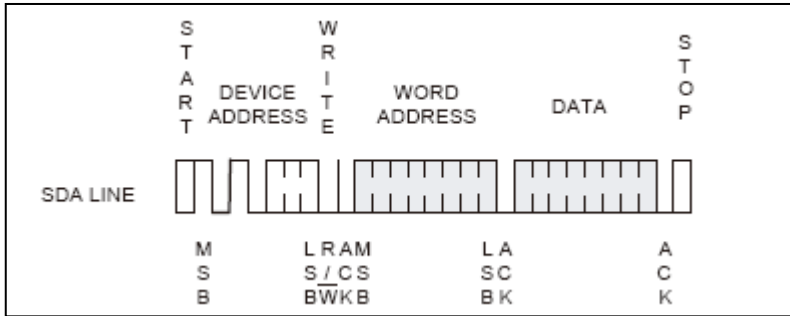 START
DEVICE ADDRESS
WRITE
WORD ADDRESS
DATA
STOP
SDA LINE
MSB
LSB
R/W
ACK
MSB
LSB
ACK
ACK